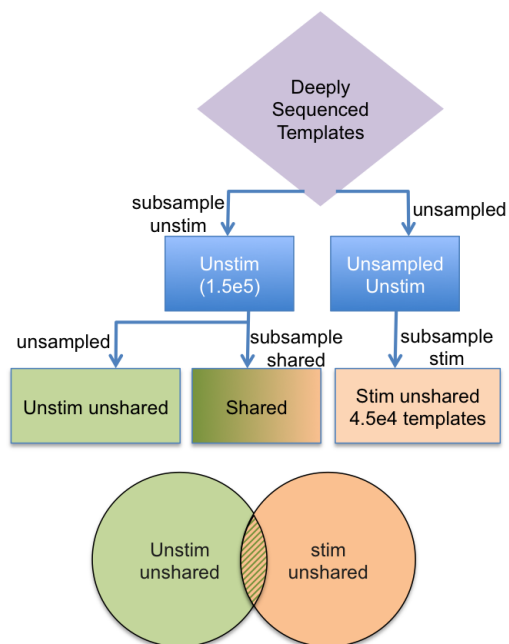 Deeply
Sequenced
Templates
subsample
unstim
unsampled
Unstim
(1.5e5)
Unsampled
Unstim
unsampled
subsample
shared
subsample
stim
Unstim unshared
Shared
Stim unshared
4.5e4 templates
Unstim
unshared
stim
unshared